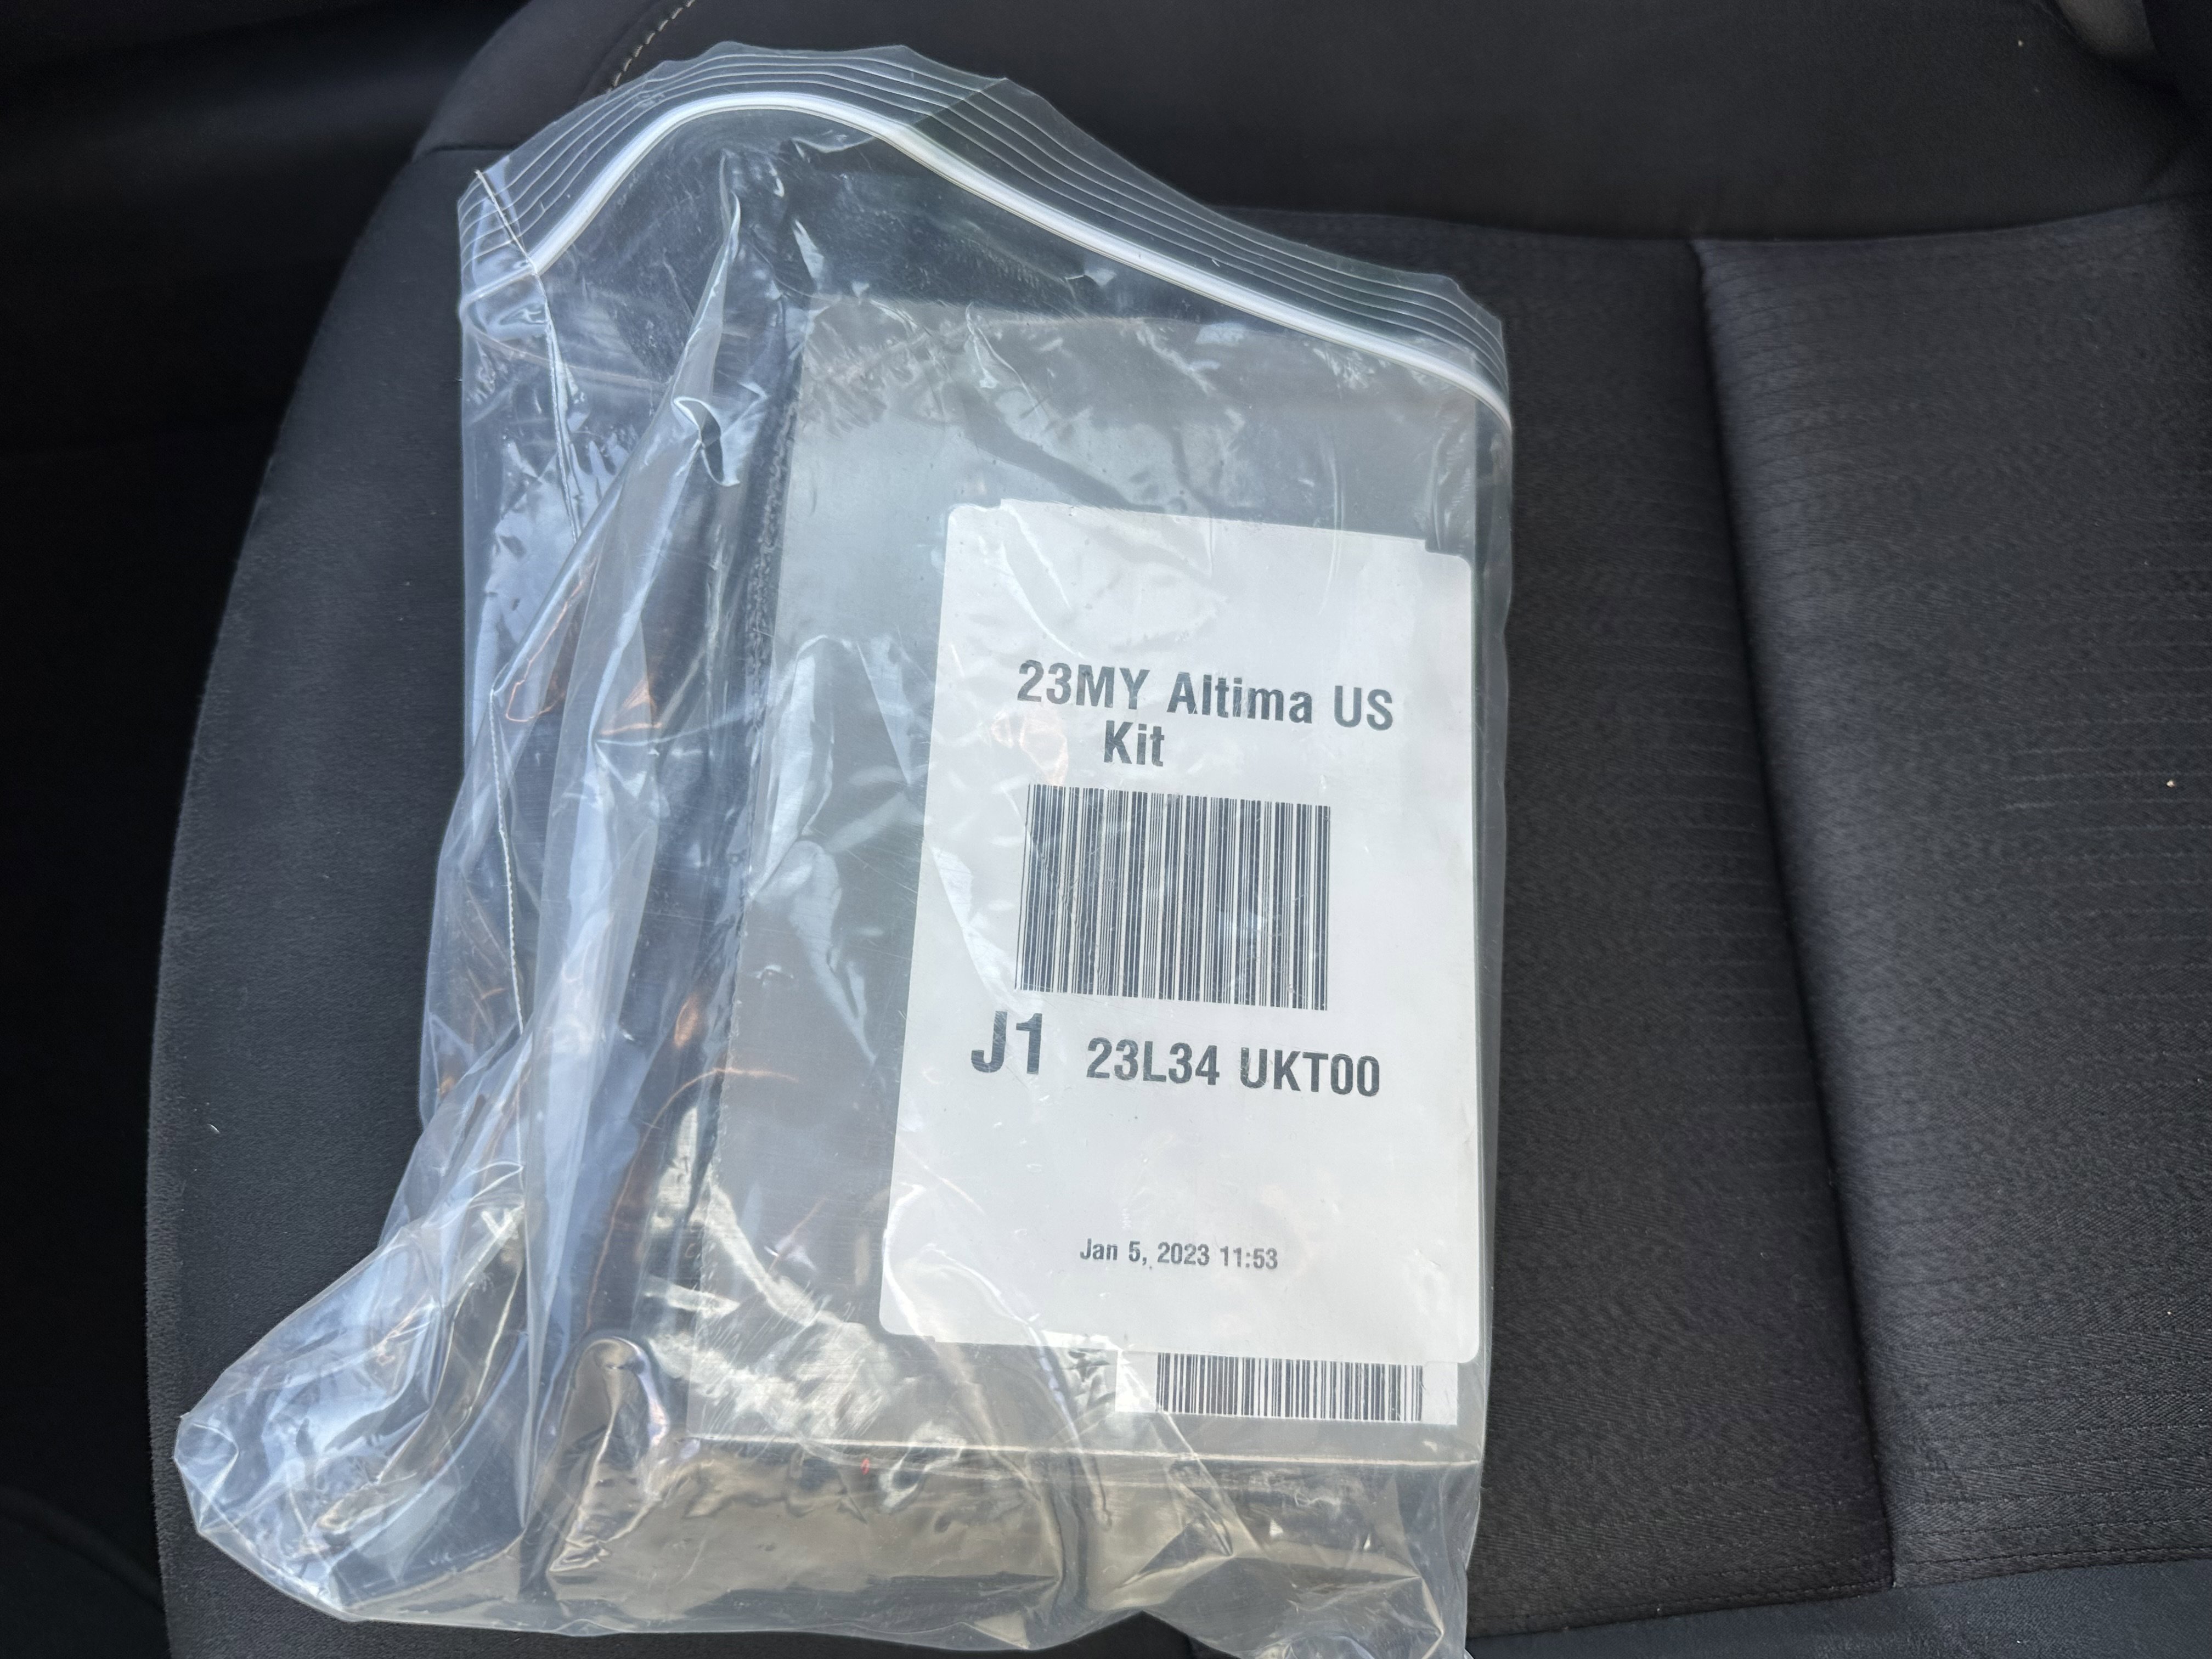 23MY Altima US
Kit
J1 23L34 UKT00
Jan 5, 2023 11:53